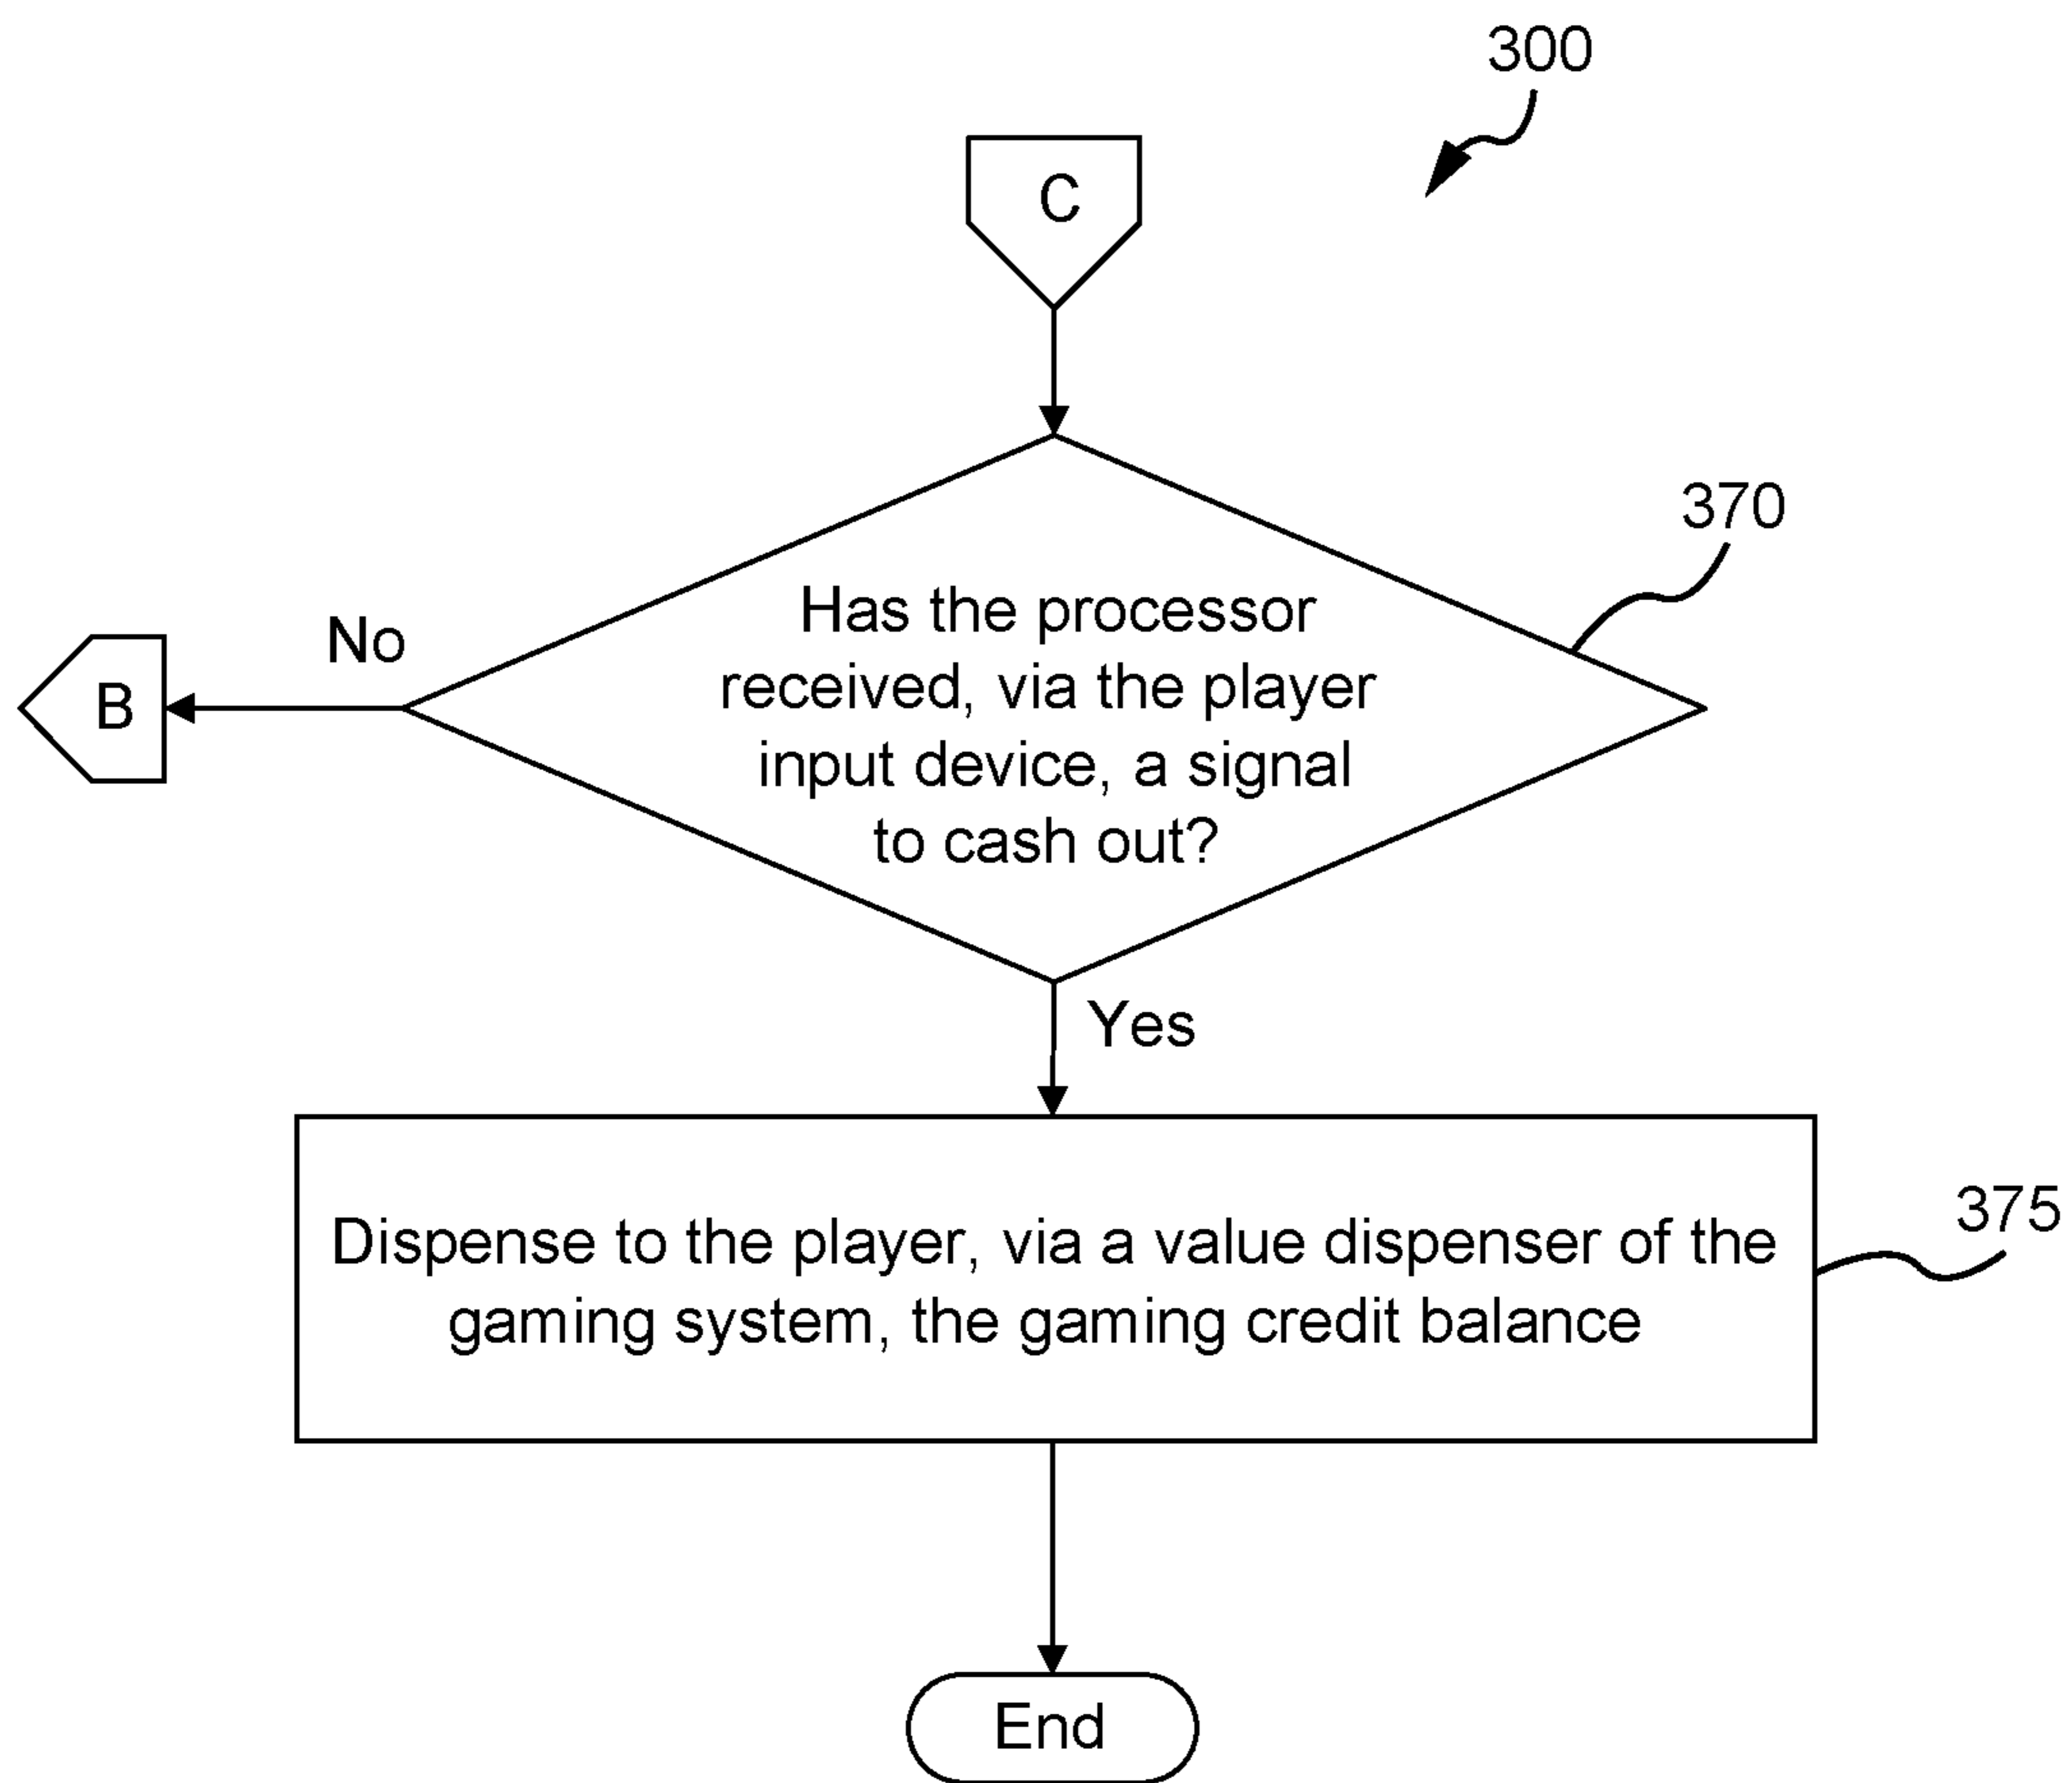 300
C
370
Has the processor
received, via the player
input device, a signal
to cash out?
No
B
Yes
375
Dispense to the player, via a value dispenser of the
gaming system, the gaming credit balance
End